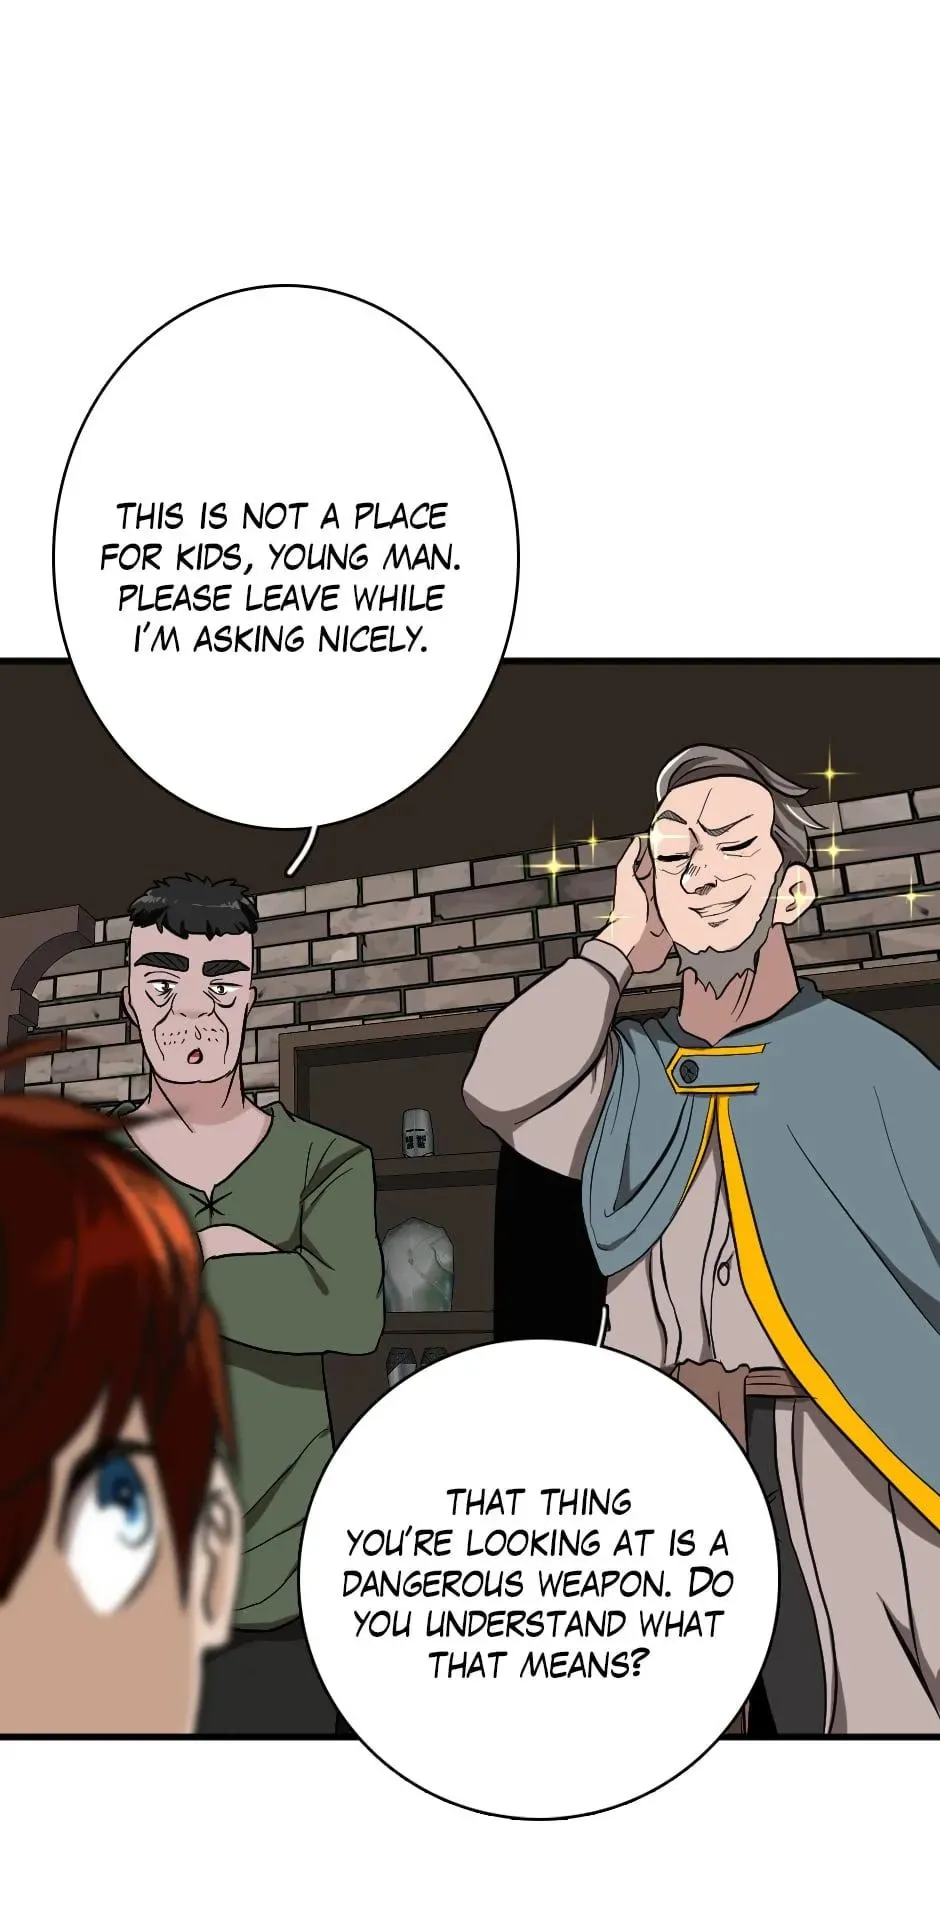 THIS IS NOT A PLACE
FOR KIDS, YOUNG MAN.
PLEASE LEAVE WHILE
I'M ASKING NICELY.
THAT THING
YOU'RE LOOKING AT IS A
DANGEROUS WEAPON. DO
YOU UNDERSTAND WHAT
THAT MEANS?